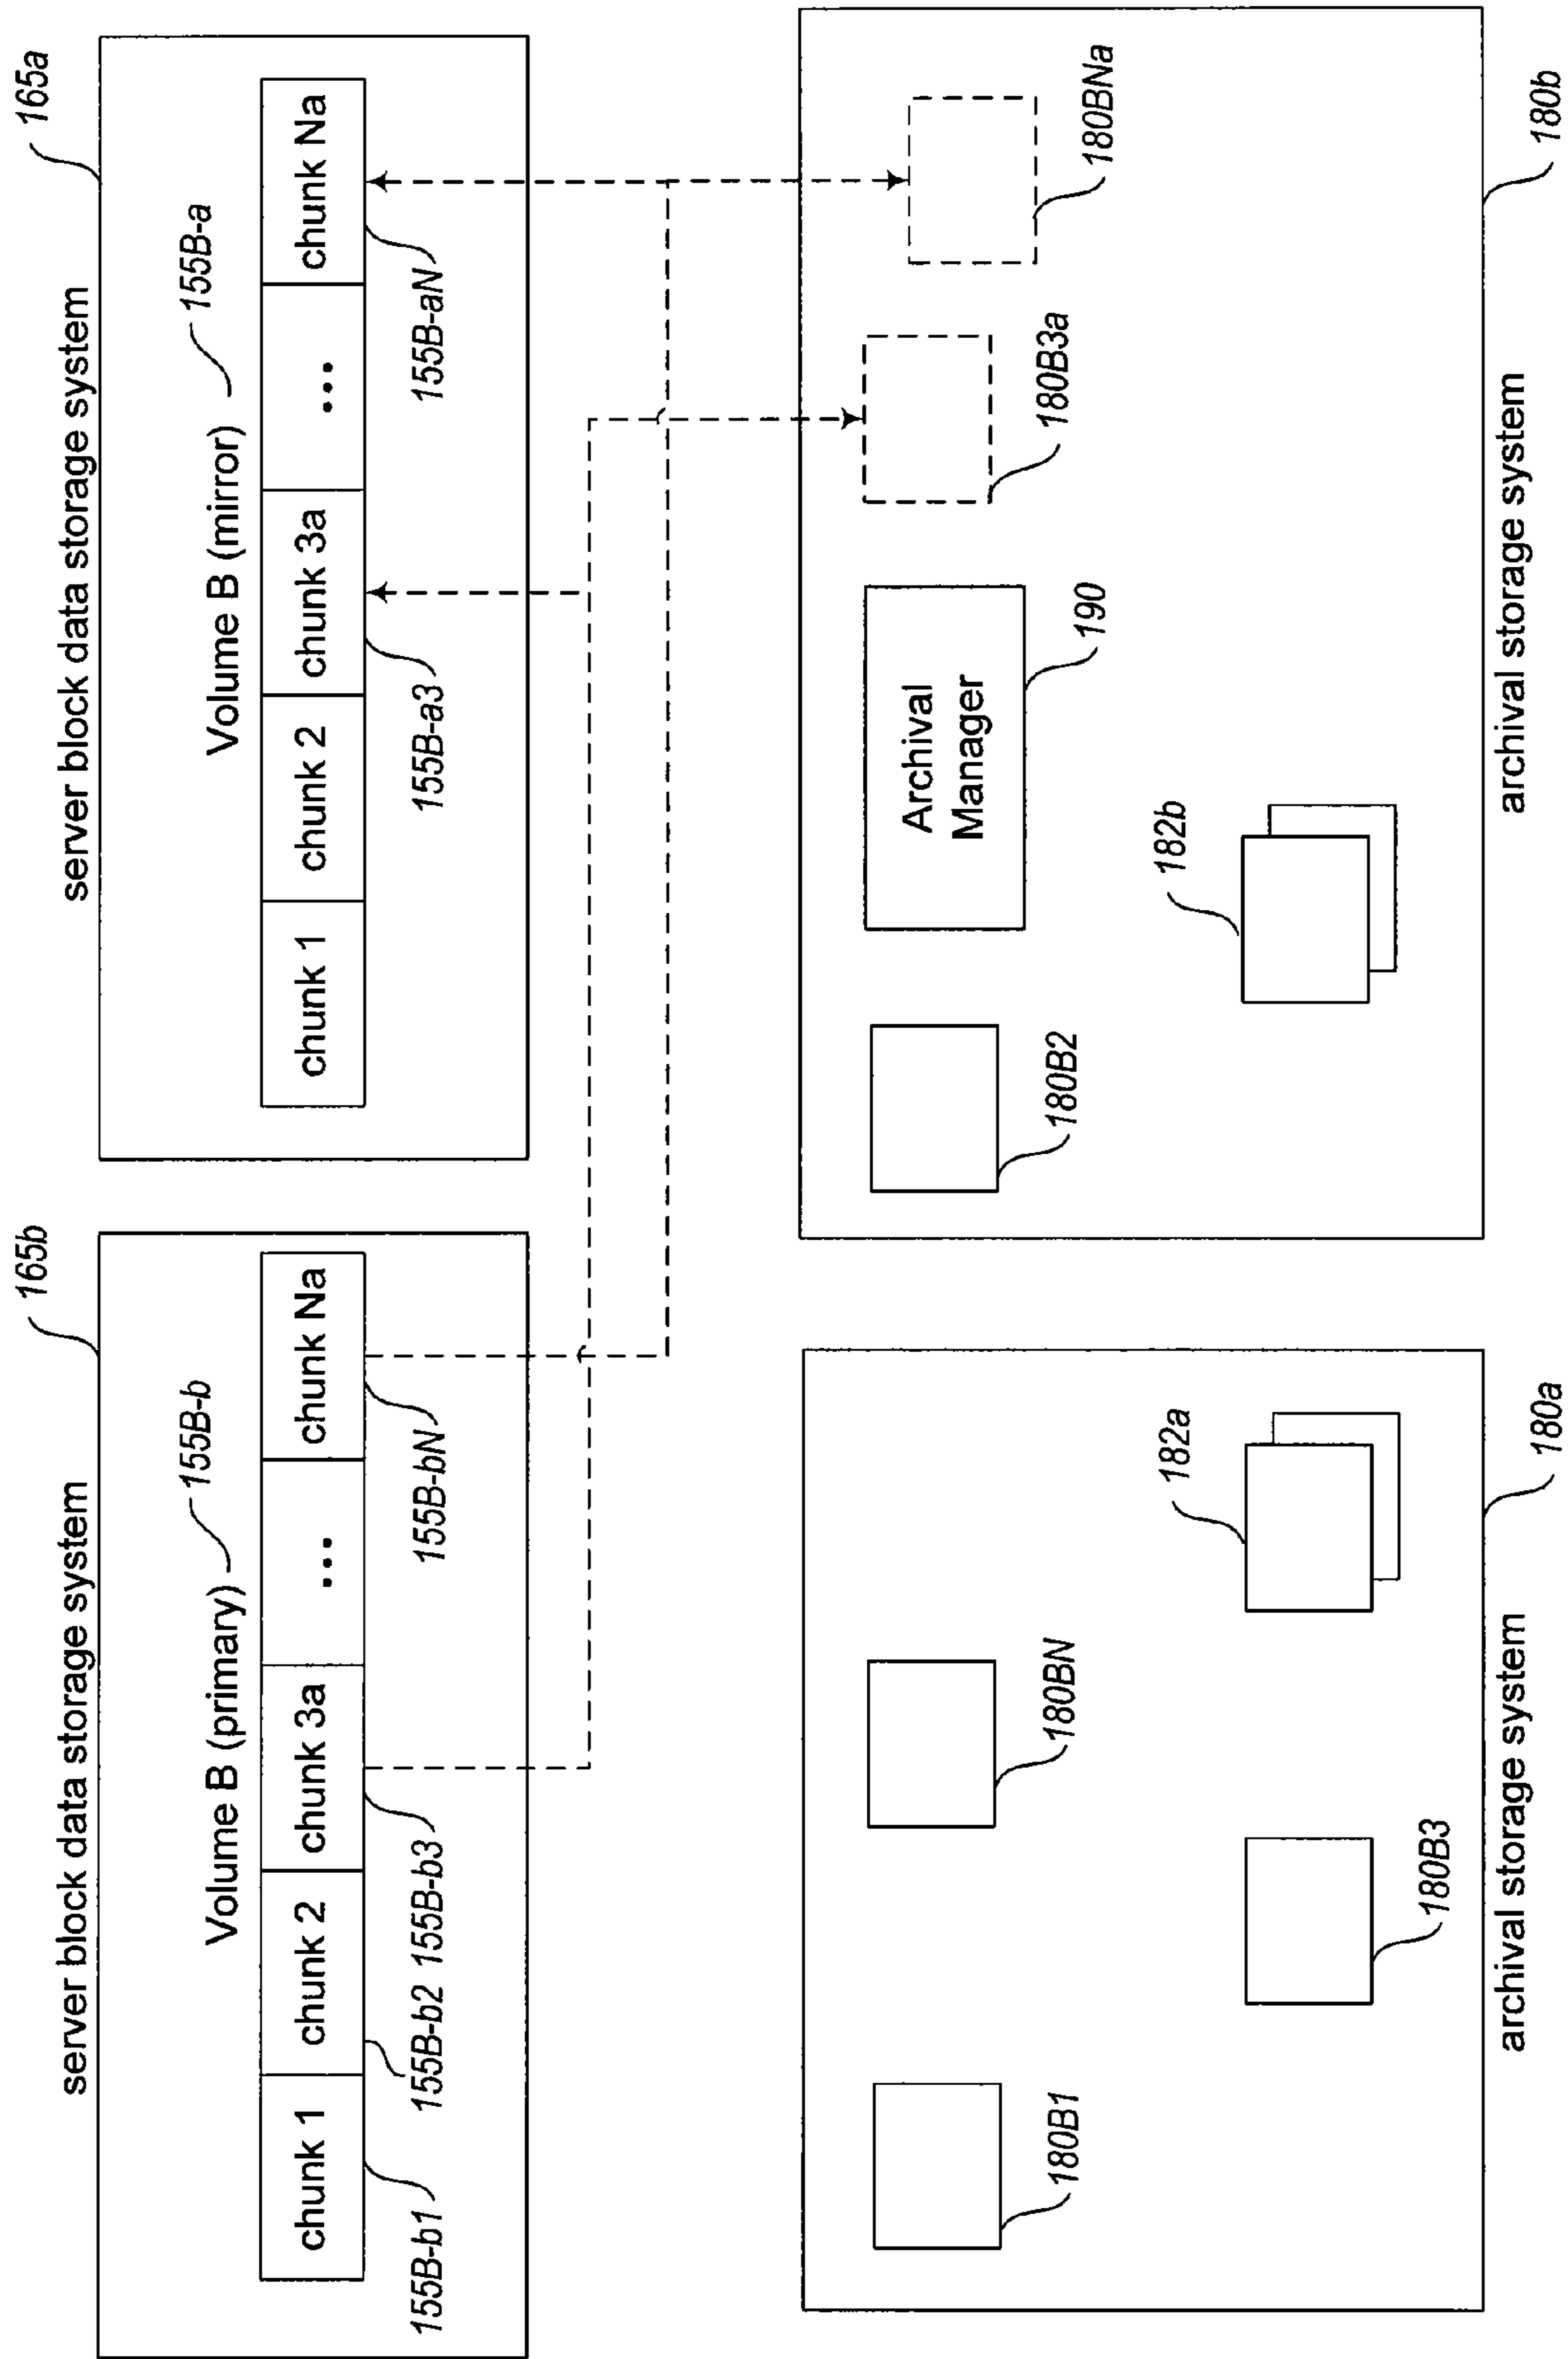 server block data storage system
165b
Volume B (primary)
155B-b
chunk 1
chunk 2
chunk 3a
...
chunk Na
155B-b1
155B-b2
155B-b3
155B-bN
server block data storage system
165a
Volume B (mirror)
155B-a
chunk 1
chunk 2
chunk 3a
...
chunk Na
155B-a3
155B-aN
180B1
180BN
180B3
182a
archival storage system
180a
180B2
Archival
Manager
190
180B3a
180BNa
182b
archival storage system
180b